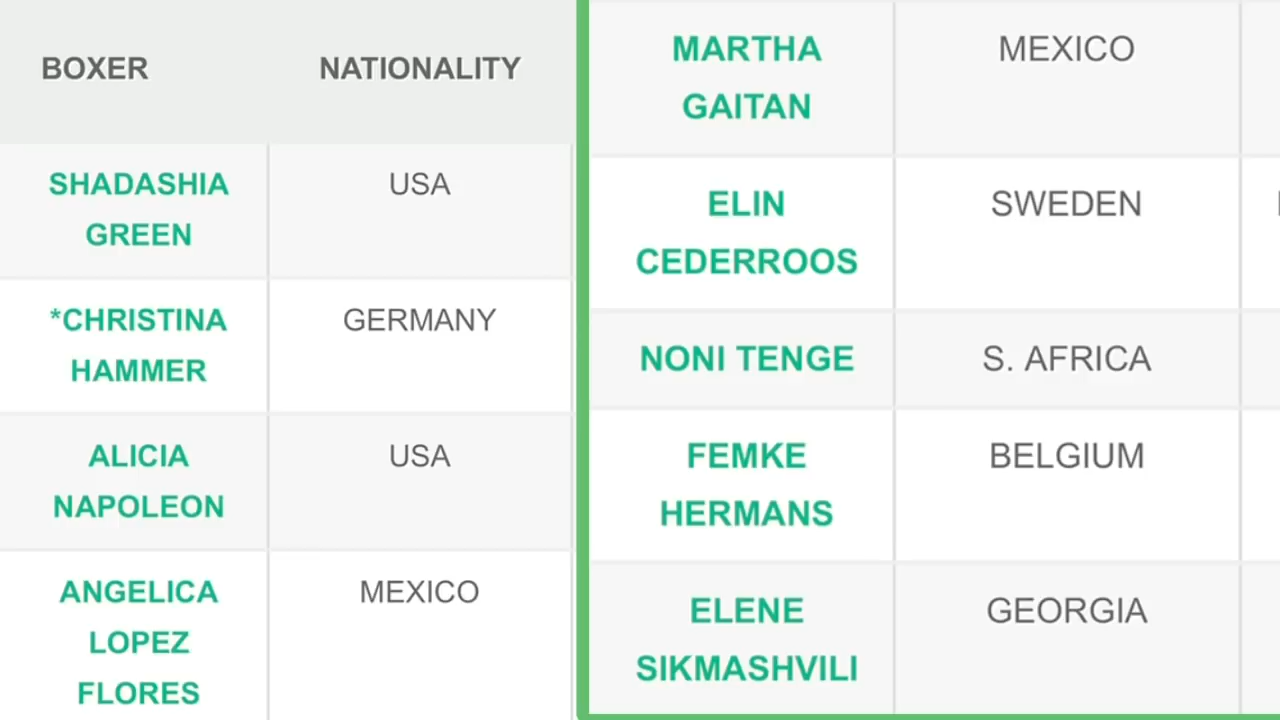 BOXER NATIONALITY
SHADASHIA USA
GREEN
*CHRISTINA GERMANY
HAMMER
ALICIA USA
NAPOLEON
ANGELICA MEXICO
LOPEZ
FLORES
MARTHA MEXICO
GAITAN
ELIN SWEDEN
CEDERROOS
NONI TENGE S. AFRICA
FEMKE BELGIUM
HERMANS
ELENE GEORGIA
SIKMASHVILI